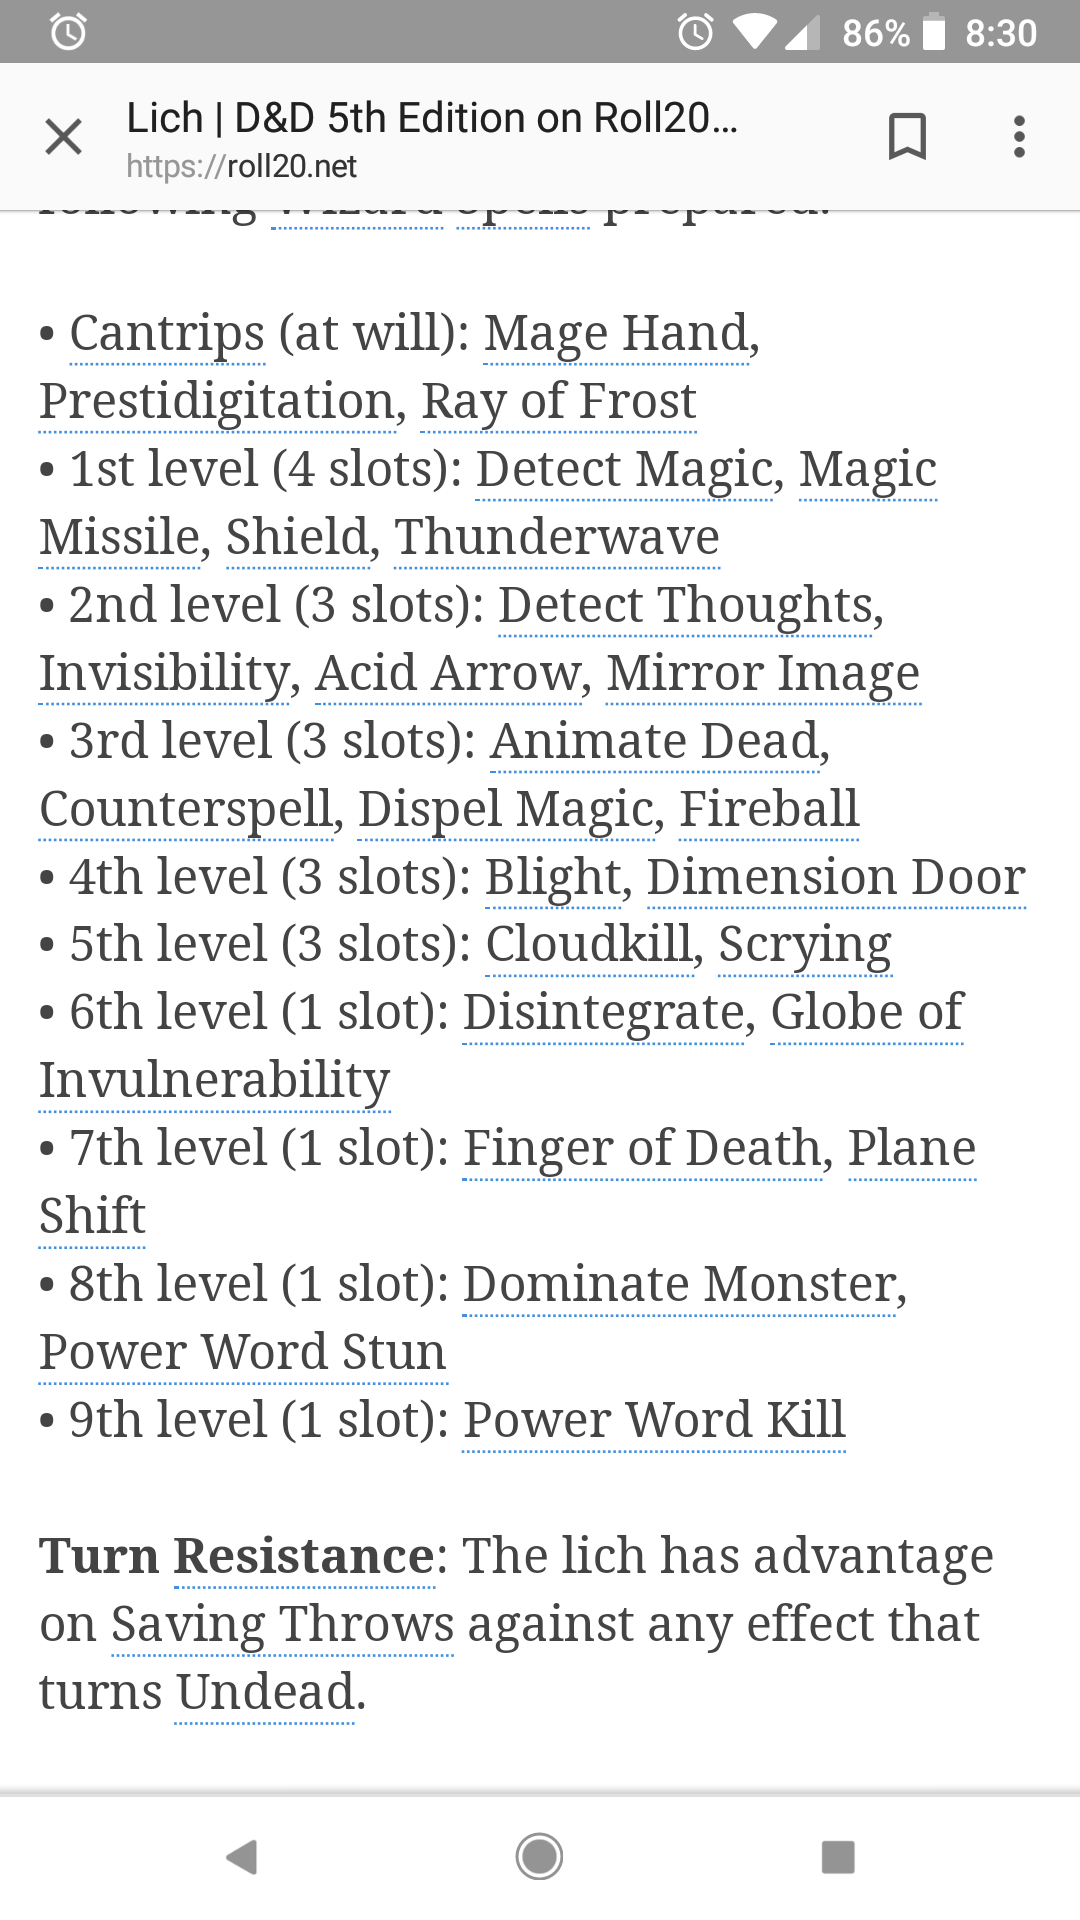 86% 8:30
Lich | D&D 5th Edition on Roll20...
https://roll20.net
following Wizard Spells prepared:
• Cantrips (at will): Mage Hand,
Prestidigitation, Ray of Frost
• 1st level (4 slots): Detect Magic, Magic
Missile, Shield, Thunderwave
• 2nd level (3 slots): Detect Thoughts,
Invisibility, Acid Arrow, Mirror Image
• 3rd level (3 slots): Animate Dead,
Counterspell, Dispel Magic, Fireball
• 4th level (3 slots): Blight, Dimension Door
• 5th level (3 slots): Cloudkill, Scrying
• 6th level (1 slot): Disintegrate, Globe of
Invulnerability
• 7th level (1 slot): Finger of Death, Plane
Shift
• 8th level (1 slot): Dominate Monster,
Power Word Stun
• 9th level (1 slot): Power Word Kill
Turn Resistance: The lich has advantage
on Saving Throws against any effect that
turns Undead.